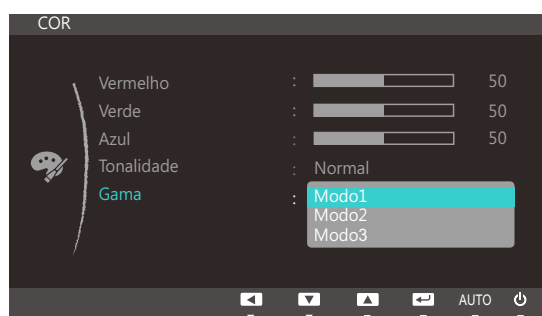 COR
Vermelho : 50
Verde : 50
Azul : 50
Tonalidade : Normal
Gama : Modo1
Modo2
Modo3
AUTO